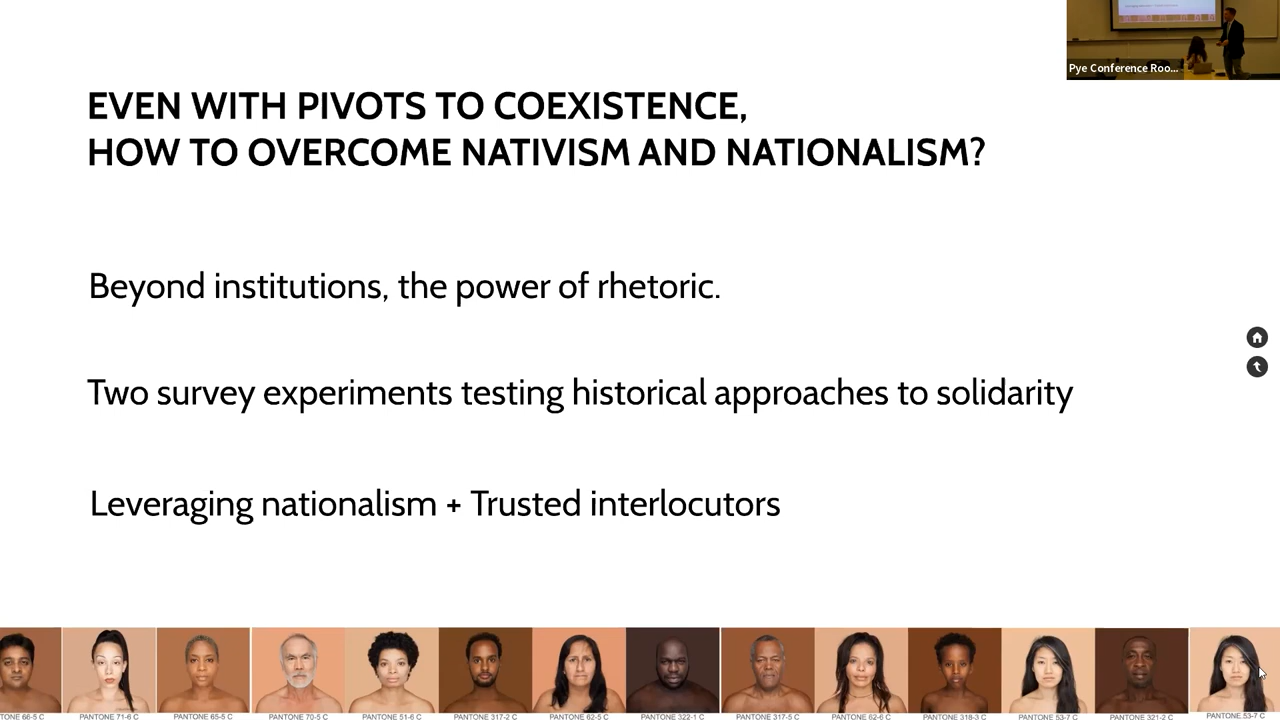 Pye Conference Roo...
EVEN WITH PIVOTS TO COEXISTENCE,
HOW TO OVERCOME NATIVISM AND NATIONALISM?
Beyond institutions, the power of rhetoric.
Two survey experiments testing historical approaches to solidarity
Leveraging nationalism + Trusted interlocutors
TONE 66-5 C PANTONE 71-6 C PANTONE 65-5 C PANTONE 70-5 C PANTONE 51-6 C PANTONE 317-2 C PANTONE 62-5 C PANTONE 322-1 C PANTONE 317-5 C PANTONE 62-6 C PANTONE 318-3 C PANTONE 53-7 C PANTONE 321-2 C PANTONE 53-7 C